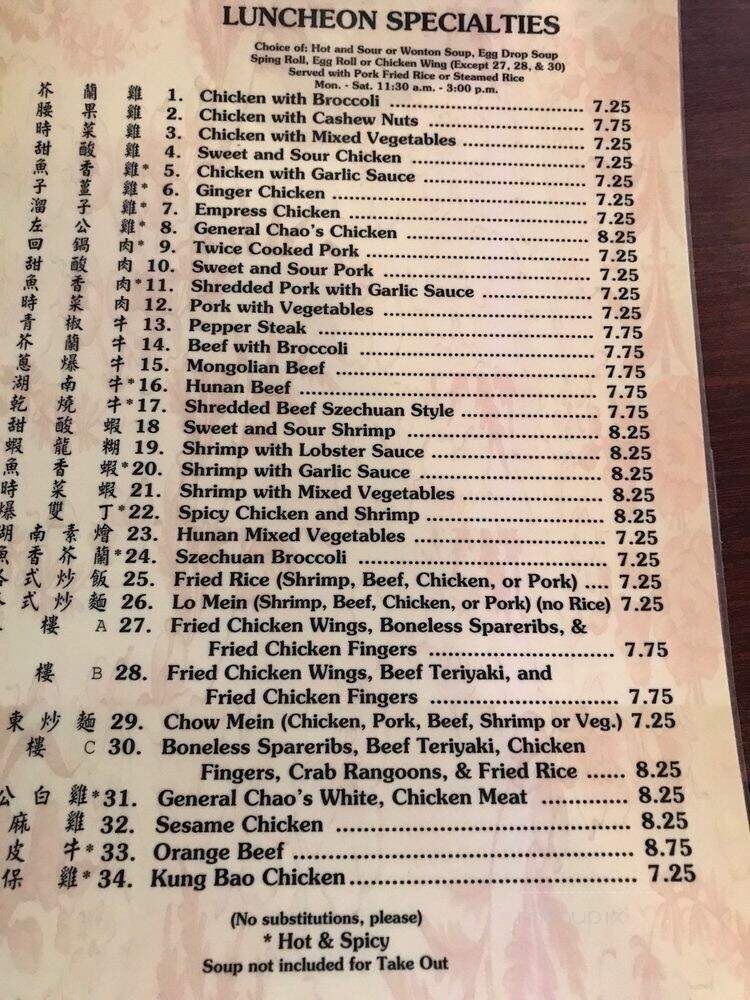 LUNCHEON SPECIALTIES
Choice of: Hot and Sour or Wonton Soup, Egg Drop Soup
Sping Roll, Egg Roll or Chicken Wing (Except 27, 28, & 30)
Served with Pork Fried Rice or Steamed Rice
Mon. - Sat. 11:30 a.m. - 3:00 p.m.
芥蘭雞 1. Chicken with Broccoli 7.25
腰果雞 2. Chicken with Cashew Nuts 7.75
時菜雞 3. Chicken with Mixed Vegetables 7.25
甜酸雞 4. Sweet and Sour Chicken 7.25
魚香雞* 5. Chicken with Garlic Sauce 7.25
子薑雞* 6. Ginger Chicken 7.25
溜子雞* 7. Empress Chicken 7.25
左公雞* 8. General Chao's Chicken 8.25
回鍋肉* 9. Twice Cooked Pork 7.25
甜酸肉 10. Sweet and Sour Pork 7.25
魚香肉*11. Shredded Pork with Garlic Sauce 7.25
時菜肉 12. Pork with Vegetables 7.25
青椒牛 13. Pepper Steak 7.75
芥蘭牛 14. Beef with Broccoli 7.75
蔥爆牛 15. Mongolian Beef 7.75
湖南牛*16. Hunan Beef 7.75
乾燒牛*17. Shredded Beef Szechuan Style 7.75
甜酸蝦 18 Sweet and Sour Shrimp 8.25
蝦龍糊 19. Shrimp with Lobster Sauce 8.25
魚香蝦*20. Shrimp with Garlic Sauce 8.25
時菜蝦 21. Shrimp with Mixed Vegetables 8.25
爆雙丁*22. Spicy Chicken and Shrimp 8.25
湖南素燴 23. Hunan Mixed Vegetables 7.25
魚香芥蘭*24. Szechuan Broccoli 7.25
各式炒飯 25. Fried Rice (Shrimp, Beef, Chicken, or Pork) 7.25
各式炒麵 26. Lo Mein (Shrimp, Beef, Chicken, or Pork) (no Rice) 7.25
樓 A 27. Fried Chicken Wings, Boneless Spareribs, &
Fried Chicken Fingers 7.75
樓 B 28. Fried Chicken Wings, Beef Teriyaki, and
Fried Chicken Fingers 7.75
東炒麵 29. Chow Mein (Chicken, Pork, Beef, Shrimp or Veg.) 7.25
樓 C 30. Boneless Spareribs, Beef Teriyaki, Chicken
Fingers, Crab Rangoons, & Fried Rice 8.25
公白雞*31. General Chao's White, Chicken Meat 8.25
麻雞 32. Sesame Chicken 8.25
皮牛* 33. Orange Beef 8.75
保雞* 34. Kung Bao Chicken 7.25
(No substitutions, please)
* Hot & Spicy
Soup not included for Take Out